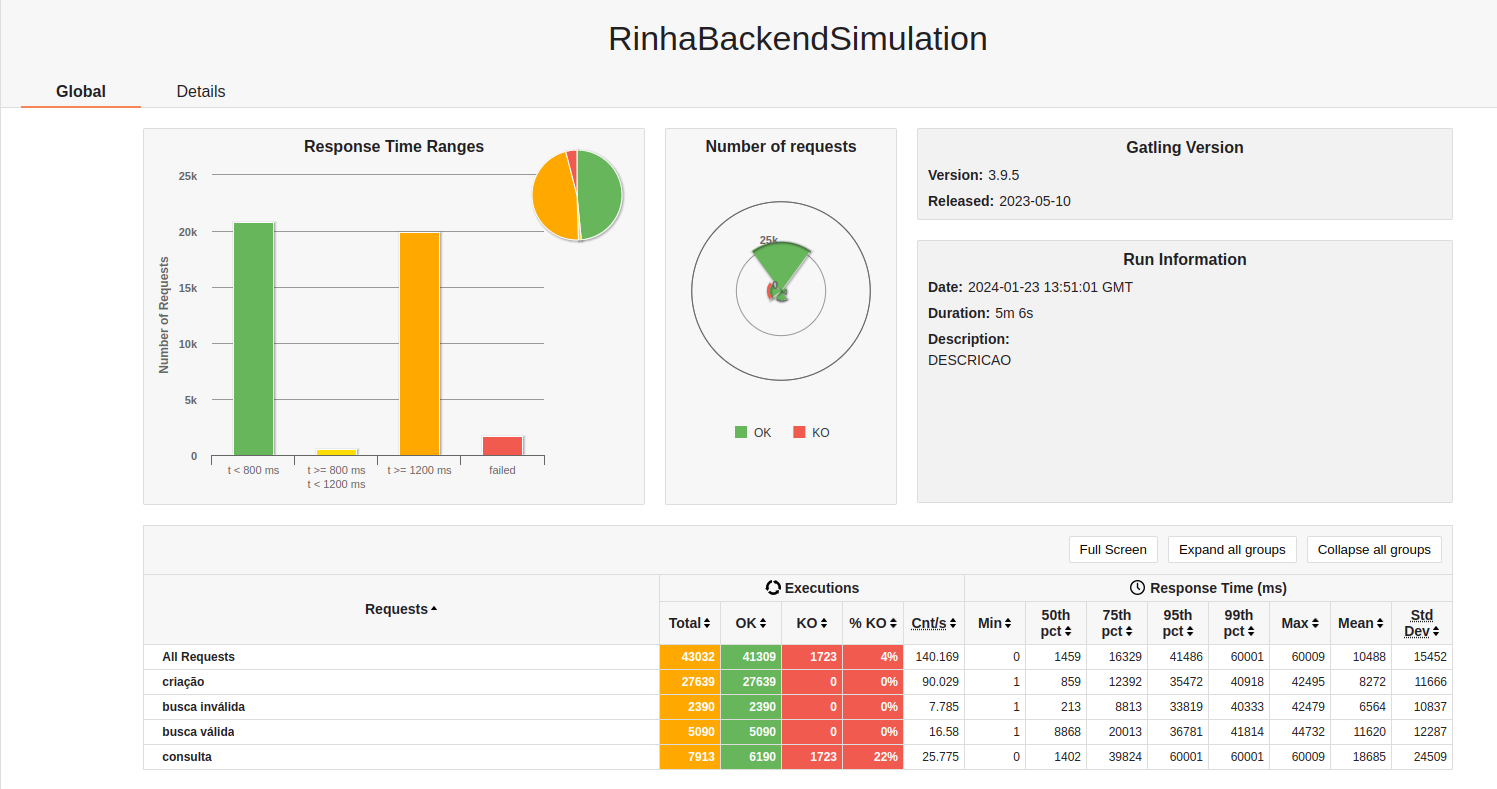 RinhaBackendSimulation
Global Details
Response Time Ranges
25k
20k
15k
10k
5k
0
Number of Requests
t < 800 ms
t >= 800 ms
t < 1200 ms
t >= 1200 ms
failed
Number of requests
25k
0
OK KO
Gatling Version
Version: 3.9.5
Released: 2023-05-10
Run Information
Date: 2024-01-23 13:51:01 GMT
Duration: 5m 6s
Description:
DESCRICAO
Full Screen Expand all groups Collapse all groups
Requests
Executions
Response Time (ms)
Total OK KO % KO Cnt/s Min 50th pct 75th pct 95th pct 99th pct Max Mean Std Dev
All Requests 43032 41309 1723 4% 140.169 0 1459 16329 41486 60001 60009 10488 15452
criação 27639 27639 0 0% 90.029 1 859 12392 35472 40918 42495 8272 11666
busca inválida 2390 2390 0 0% 7.785 1 213 8813 33819 40333 42479 6564 10837
busca válida 5090 5090 0 0% 16.58 1 8868 20013 36781 41814 44732 11620 12287
consulta 7913 6190 1723 22% 25.775 0 1402 39824 60001 60001 60009 18685 24509